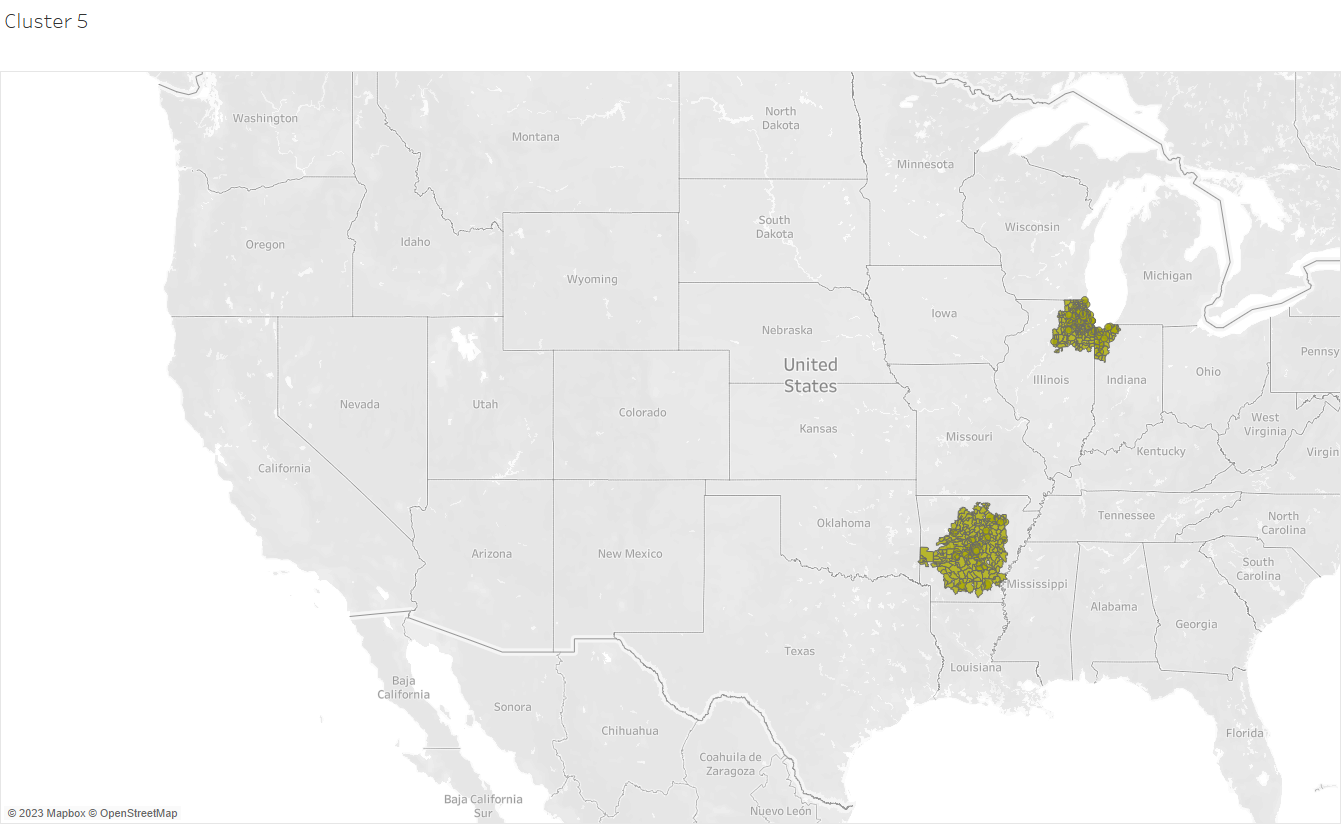 Cluster 5
Washington
Montana
North
Dakota
Minnesota
Oregon
Idaho
South
Dakota
Wisconsin
Wyoming
Michigan
Iowa
Nebraska
United
States
Illinois
Indiana
Ohio
Pennsy
Nevada
Utah
Colorado
Kansas
Missouri
West
Virginia
Kentucky
Virgin
California
Oklahoma
Tennessee
North
Carolina
Arizona
New Mexico
Mississippi
South
Carolina
Alabama
Georgia
Texas
Louisiana
Baja
California
Sonora
Chihuahua
Florida
Coahuila de
Zaragoza
Baja California
Sur
Nuevo León
© 2023 Mapbox © OpenStreetMap